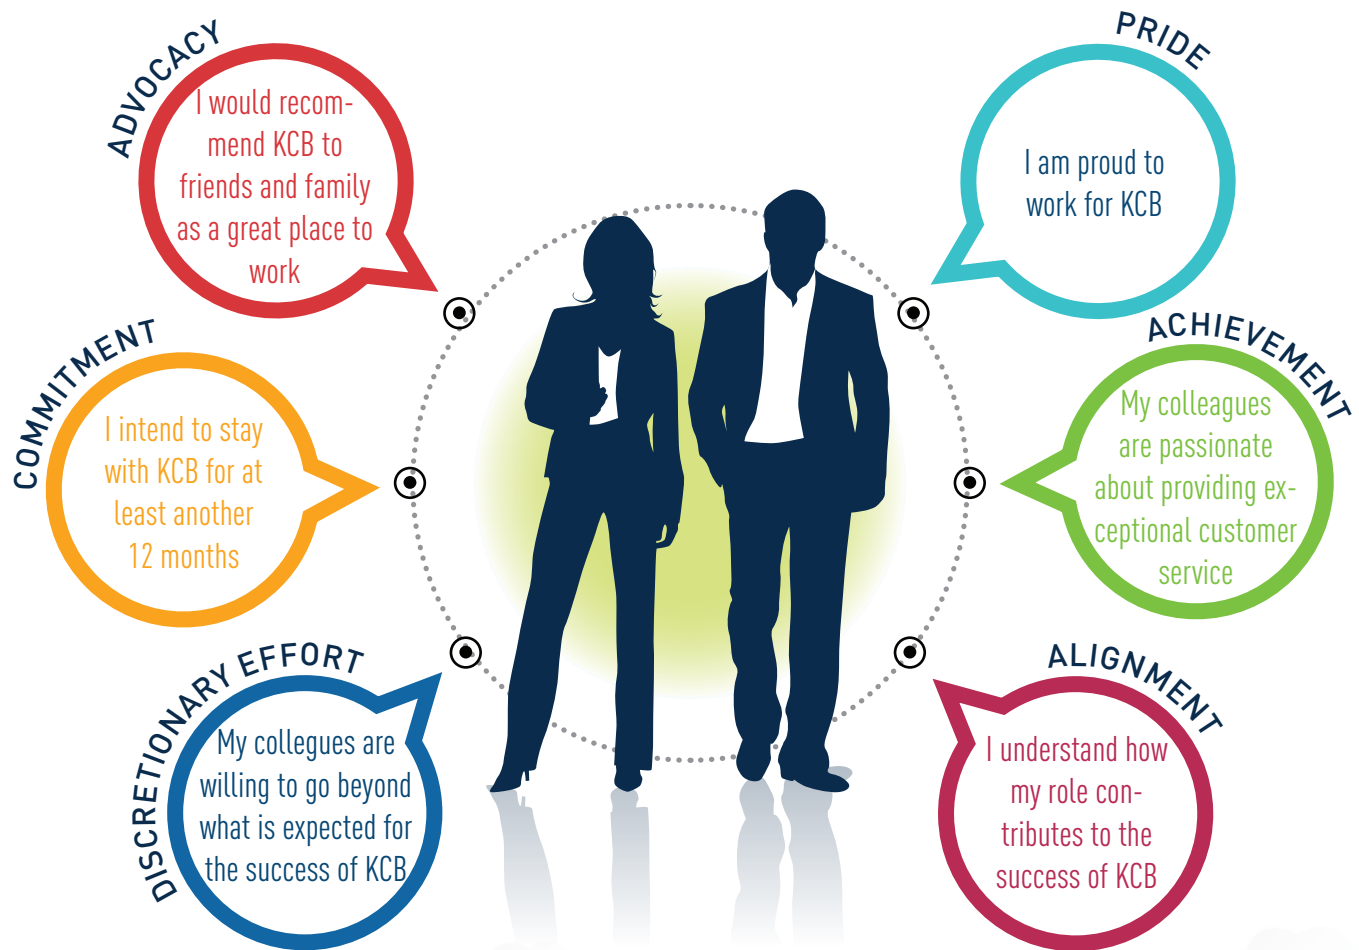 ADVOCACY
I would recom-
mend KCB to
friends and family
as a great place to
work
PRIDE
I am proud to
work for KCB
COMMITMENT
I intend to stay
with KCB for at
least another
12 months
ACHIEVEMENT
My colleagues
are passionate
about providing ex-
ceptional customer
service
DISCRETIONARY EFFORT
My collegues are
willing to go beyond
what is expected for
the success of KCB
ALIGNMENT
I understand how
my role con-
tributes to the
success of KCB